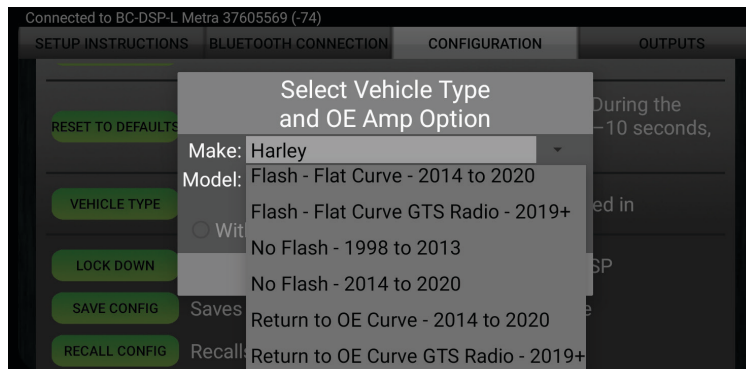 Connected to BC-DSP-L Metra 37605569 (-74)
SETUP INSTRUCTIONS BLUETOOTH CONNECTION CONFIGURATION OUTPUTS
Select Vehicle Type
and OE Amp Option
During the
RESET TO DEFAULTS
–10 seconds,
Make: Harley
Model: Flash - Flat Curve - 2014 to 2020
VEHICLE TYPE
Flash - Flat Curve GTS Radio - 2019+
ed in
Wit
No Flash - 1998 to 2013
LOCK DOWN
SP
No Flash - 2014 to 2020
SAVE CONFIG Saves
Return to OE Curve - 2014 to 2020
e
RECALL CONFIG Recalls
Return to OE Curve GTS Radio - 2019+